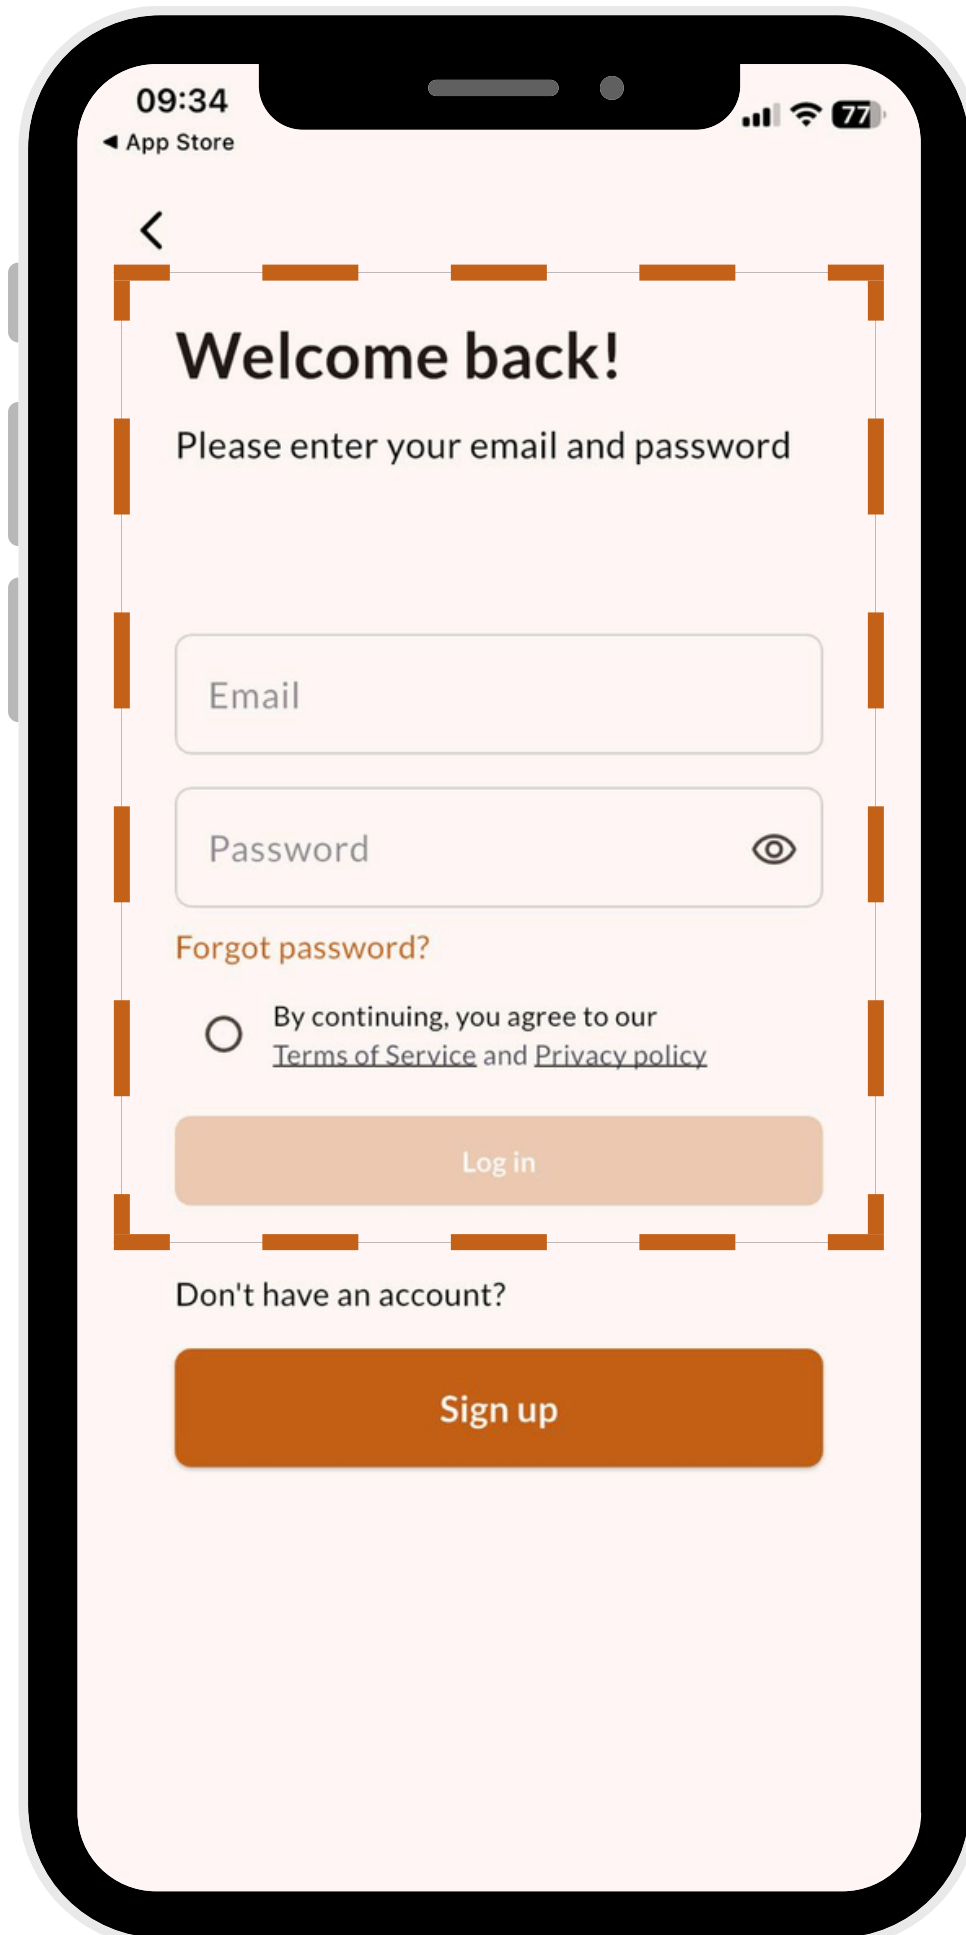 09:34
77
◀ App Store
Welcome back!
Please enter your email and password
Email
Password
Forgot password?
By continuing, you agree to our
Terms of Service and Privacy policy
Log in
Don't have an account?
Sign up